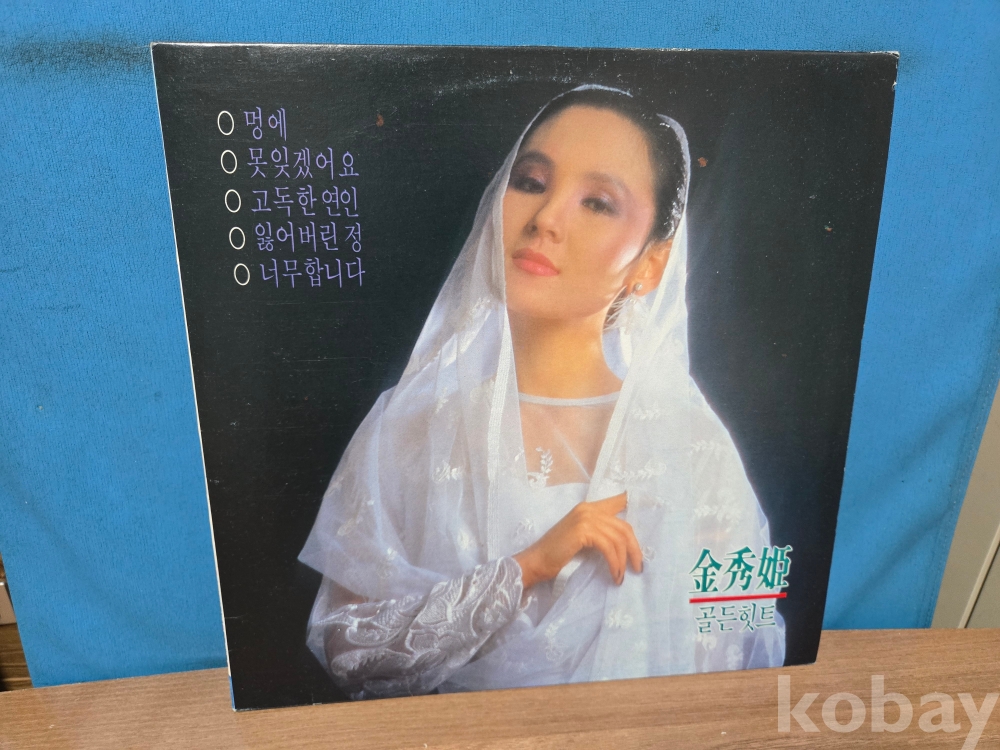 ○ 멍에
○ 못잊겠어요
○ 고독한 연인
○ 잃어버린 정
○ 너무합니다
金秀姬
골든힛트
kobay